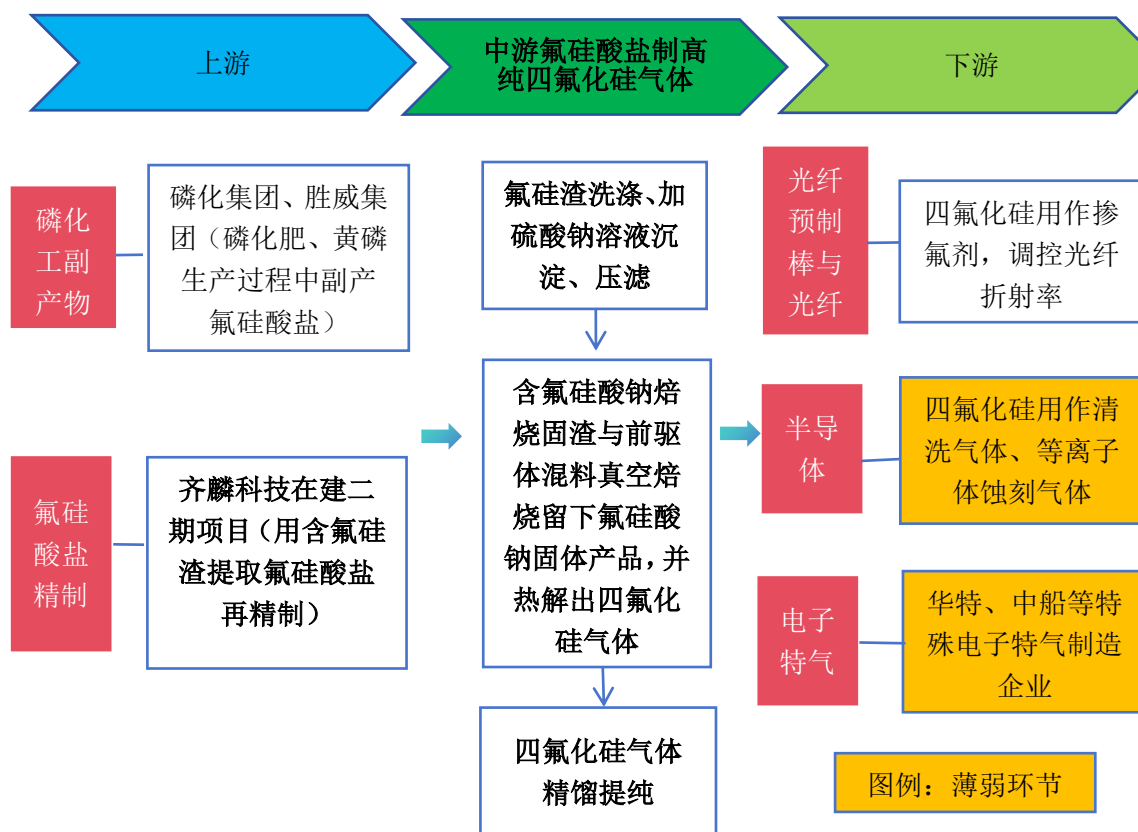 上游
中游氟硅酸盐制高
纯四氟化硅气体
下游
磷化
工副
产物
磷化集团、胜威集
团（磷化肥、黄磷
生产过程中副产
氟硅酸盐）
氟硅
酸盐
精制
齐麟科技在建二
期项目（用含氟硅
渣提取氟硅酸盐
再精制）
氟硅渣洗涤、加
硫酸钠溶液沉
淀、压滤
含氟硅酸钠焙
烧固渣与前驱
体混料真空焙
烧留下氟硅酸
钠固体产品，并
热解出四氟化
硅气体
四氟化硅气体
精馏提纯
光纤
预制
棒与
光纤
四氟化硅用作掺
氟剂，调控光纤
折射率
半导
体
四氟化硅用作清
洗气体、等离子
体蚀刻气体
电子
特气
华特、中船等特
殊电子特气制造
企业
图例：薄弱环节